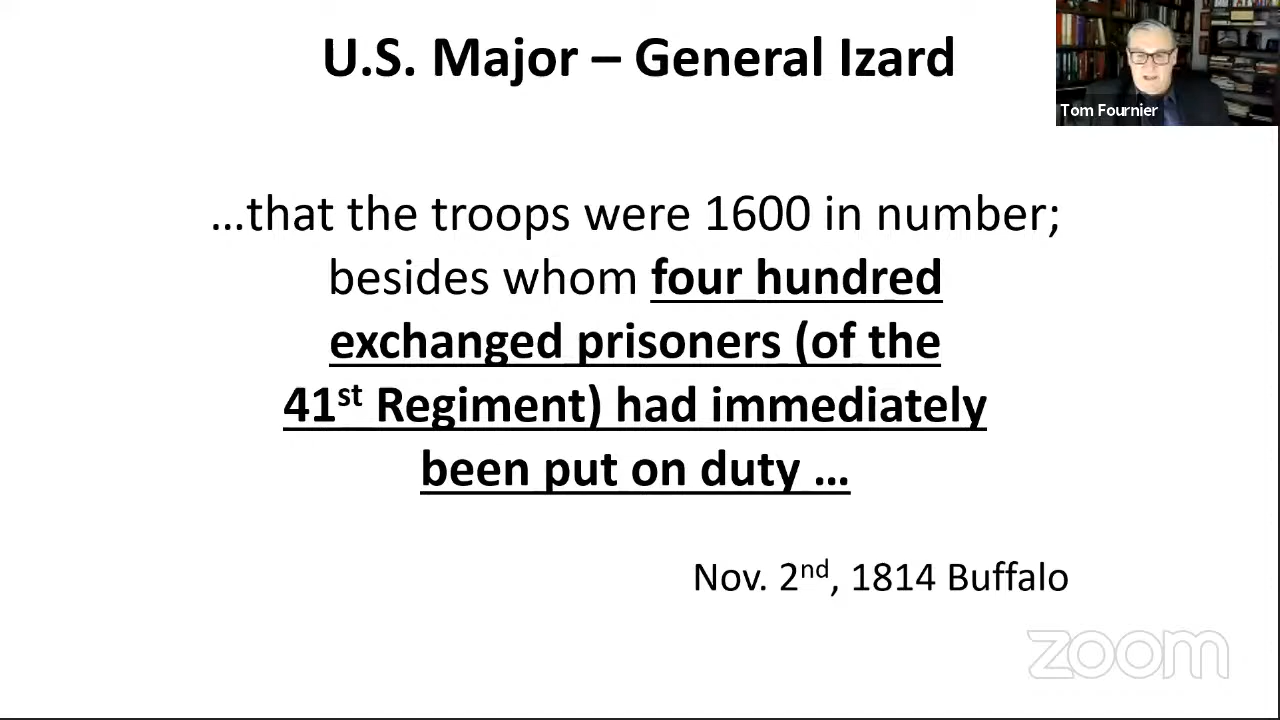 U.S. Major – General Izard
Tom Fournier
…that the troops were 1600 in number;
besides whom four hundred
exchanged prisoners (of the
41st Regiment) had immediately
been put on duty …
Nov. 2nd, 1814 Buffalo
zoom